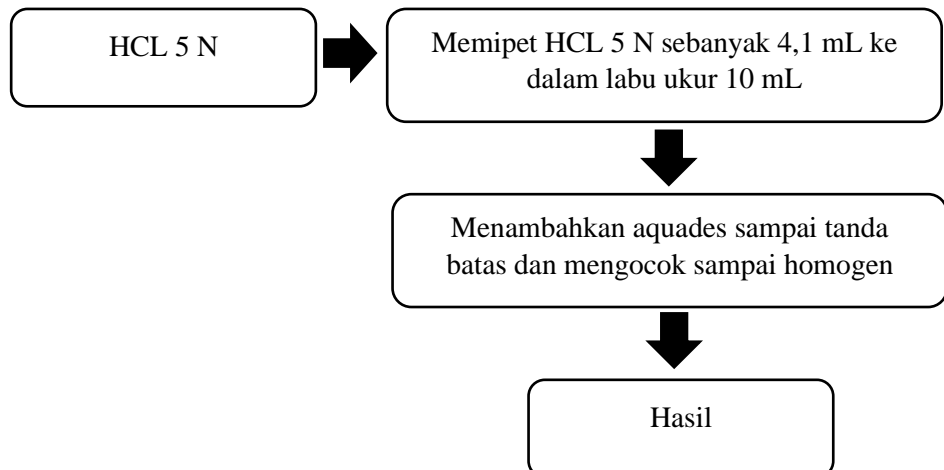 HCL 5 N
Memipet HCL 5 N sebanyak 4,1 mL ke
dalam labu ukur 10 mL
Menambahkan aquades sampai tanda
batas dan mengocok sampai homogen
Hasil